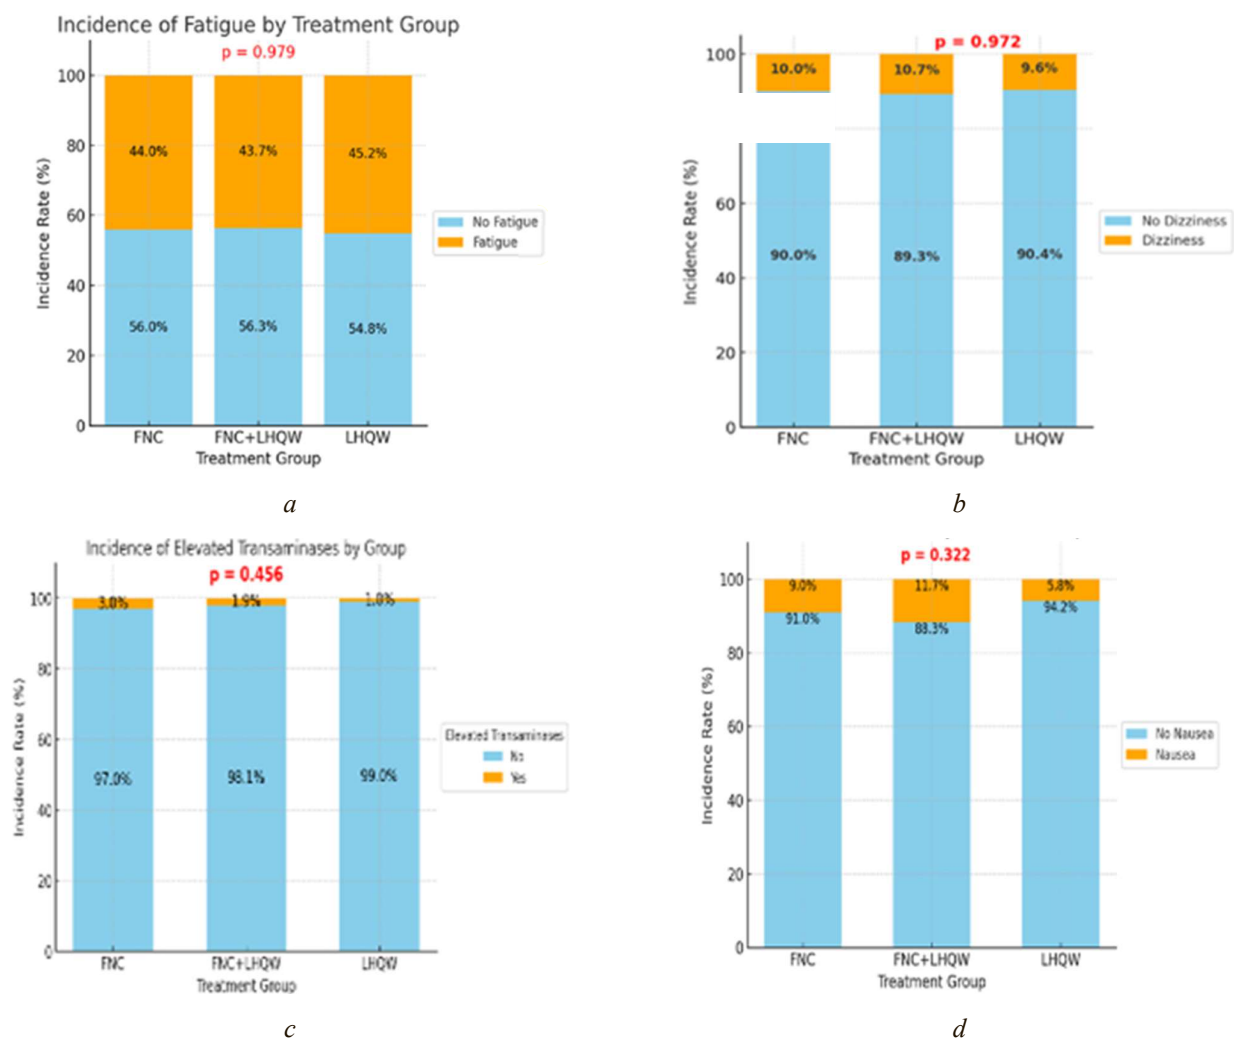 Incidence of Fatigue by Treatment Group
p = 0.979
100
80
60
40
20
0
Incidence Rate (%)
44.0%
43.7%
45.2%
56.0%
56.3%
54.8%
FNC
FNC+LHQW
LHQW
Treatment Group
No Fatigue
Fatigue
a
p = 0.972
100
60
40
20
0
Incidence Rate (%)
10.0%
10.7%
9.6%
90.0%
89.3%
90.4%
FNC
FNC+LHQW
LHQW
Treatment Group
No Dizziness
Dizziness
b
Incidence of Elevated Transaminases by Group
p = 0.456
100
80
60
40
20
0
Incidence Rate (%)
3.0%
1.9%
1.0%
97.0%
98.1%
99.0%
FNC
FNC+LHQW
LHQW
Treatment Group
Elevated Transaminases
No
Yes
c
p = 0.322
100
80
60
40
20
0
Incidence Rate (%)
9.0%
11.7%
5.8%
91.0%
88.3%
94.2%
FNC
FNC+LHQW
LHQW
Treatment Group
No Nausea
Nausea
d